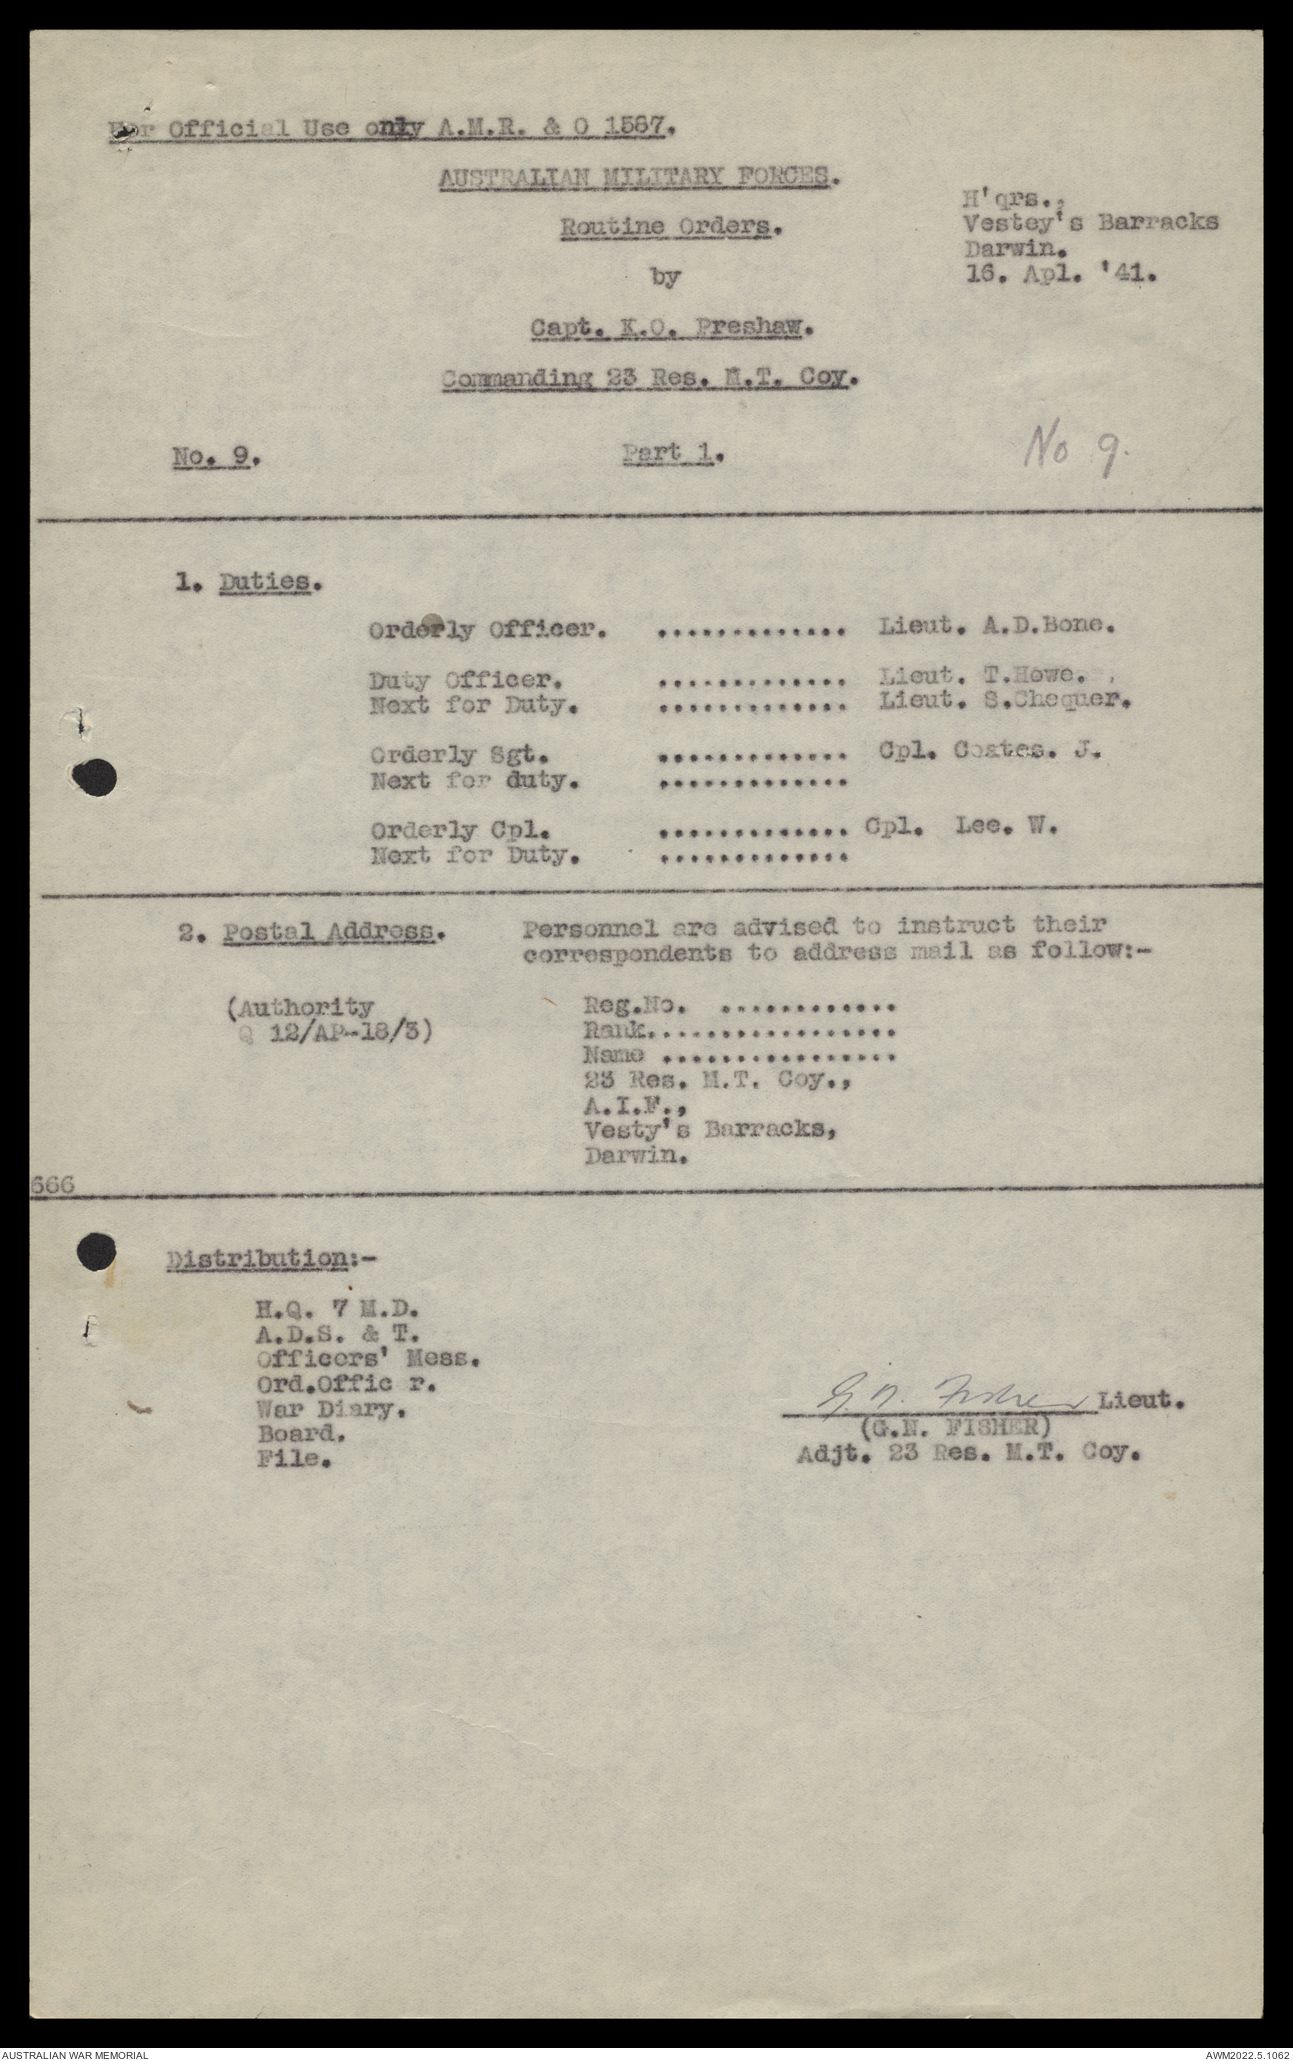 For Official Use only A.M.R. & O 1587.
AUSTRALIAN MILITARY FORCES.
H'qrs.,
Vestey's Barracks
Darwin.
16. Apl. '41.
Routine Orders.
by
Capt. K.O. Preshaw.
Commanding 23 Res. M.T. Coy.
No. 9. Part 1. No 9.
1. Duties.
Orderly Officer. ............. Lieut. A.D.Bone.
Duty Officer. ............. Lieut. T.Howe.
Next for Duty. ............. Lieut. S.Chequer.
Orderly Sgt. ............. Cpl. Coates. J.
Next for duty. .............
Orderly Cpl. ............. Cpl. Lee. W.
Next for Duty. .............
2. Postal Address. Personnel are advised to instruct their
correspondents to address mail as follow:-
(Authority
Q 12/AP-18/3)
Reg.No. ............
Rank.................
Name ................
23 Res. M.T. Coy.,
A.I.F.,
Vesty's Barracks,
Darwin.
666
Distribution:-
H.Q. 7 M.D.
A.D.S. & T.
Officers' Mess.
Ord.Offic r.
War Diary.
Board.
File.
G. N. Fisher Lieut.
(G.N. FISHER)
Adjt. 23 Res. M.T. Coy.
AUSTRALIAN WAR MEMORIAL AWM2022.5.1062